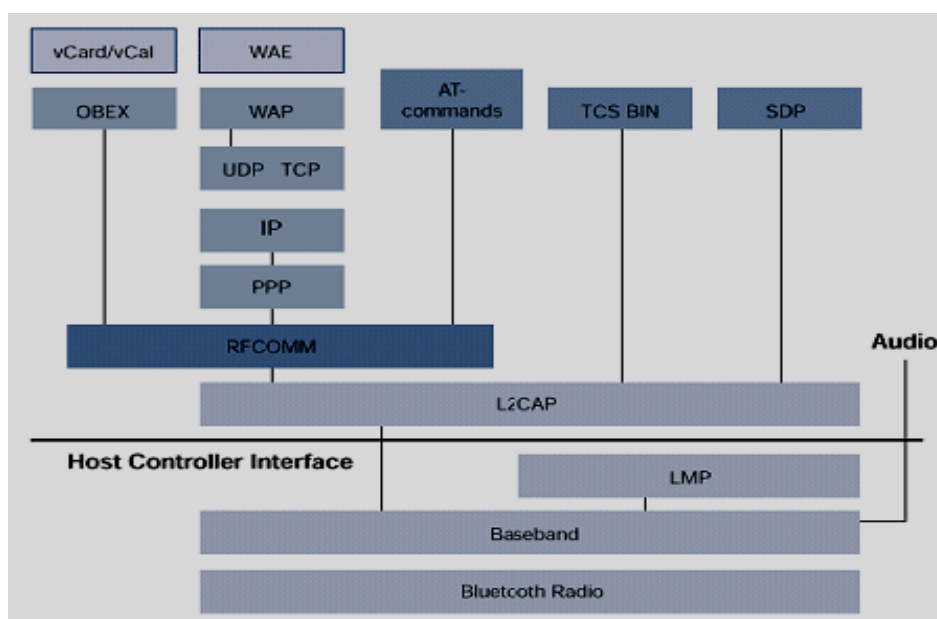 vCard/vCal
WAE
OBEX
WAP
AT-
commands
TCS BIN
SDP
UDP TCP
IP
PPP
RFCOMM
Audio
L2CAP
Host Controller Interface
LMP
Baseband
Bluetooth Radio